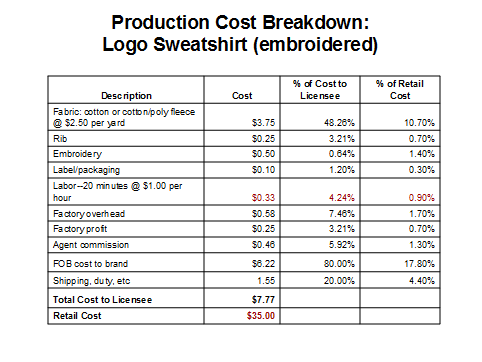 Production Cost Breakdown:
Logo Sweatshirt (embroidered)
Description Cost % of Cost to Licensee % of Retail Cost
Fabric: cotton or cotton/poly fleece
@ $2.50 per yard $3.75 48.26% 10.70%
Rib $0.25 3.21% 0.70%
Embroidery $0.50 0.64% 1.40%
Label/packaging $0.10 1.20% 0.30%
Labor--20 minutes @ $1.00 per
hour $0.33 4.24% 0.90%
Factory overhead $0.58 7.46% 1.70%
Factory profit $0.25 3.21% 0.70%
Agent commission $0.46 5.92% 1.30%
FOB cost to brand $6.22 80.00% 17.80%
Shipping, duty, etc 1.55 20.00% 4.40%
Total Cost to Licensee $7.77
Retail Cost $35.00